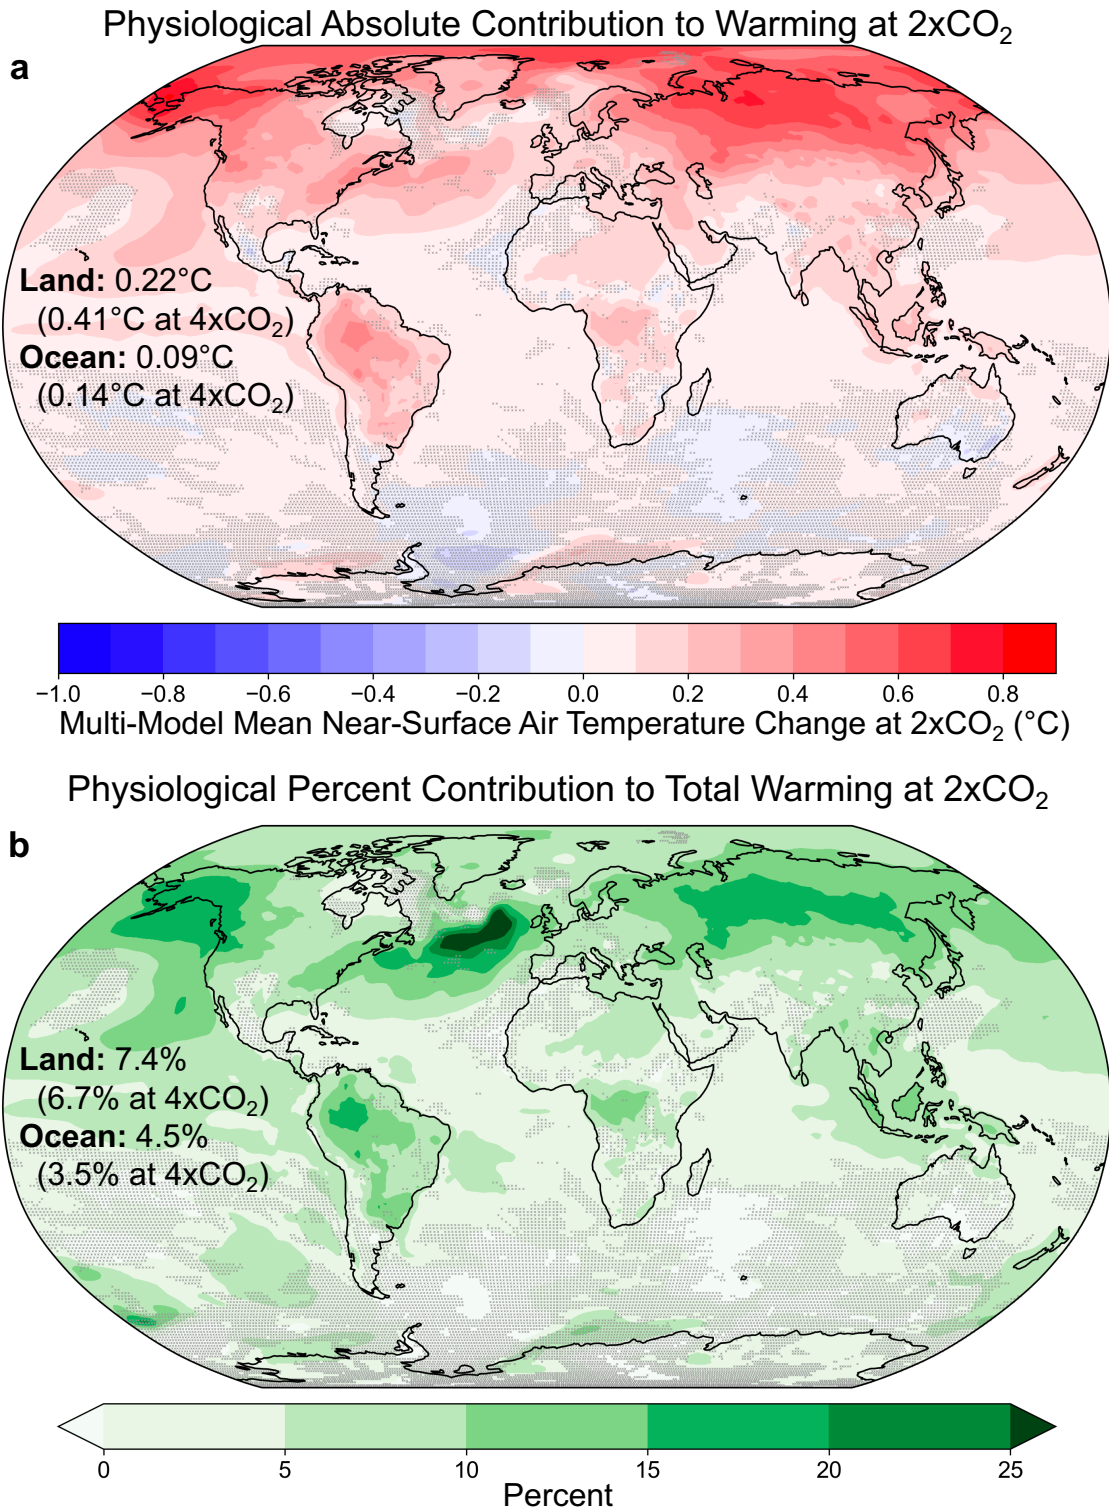 Physiological Absolute Contribution to Warming at 2xCO₂
a
Land: 0.22°C
(0.41°C at 4xCO₂)
Ocean: 0.09°C
(0.14°C at 4xCO₂)
−1.0 −0.8 −0.6 −0.4 −0.2 0.0 0.2 0.4 0.6 0.8
Multi-Model Mean Near-Surface Air Temperature Change at 2xCO₂ (°C)
Physiological Percent Contribution to Total Warming at 2xCO₂
b
Land: 7.4%
(6.7% at 4xCO₂)
Ocean: 4.5%
(3.5% at 4xCO₂)
0 5 10 15 20 25
Percent